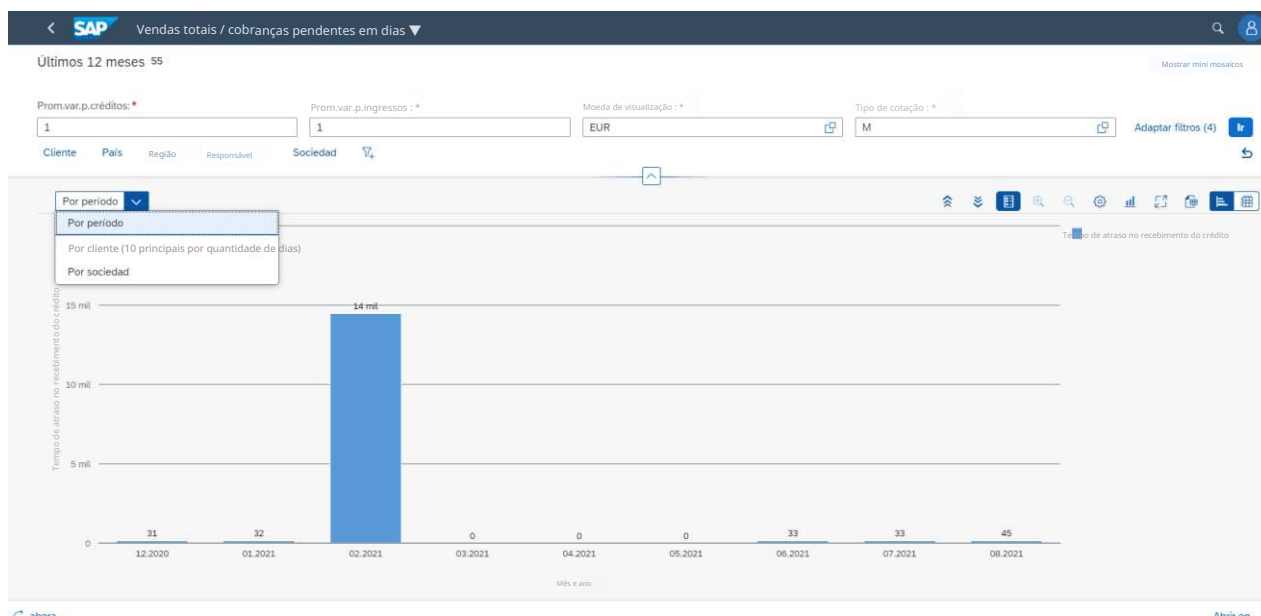 SAP Vendas totais / cobranças pendentes em dias ▼
Últimos 12 meses 55
Mostrar mini mosaicos
Prom.var.p.créditos: * Prom.var.p.ingressos : * Moeda de visualização : * Tipo de cotação : *
1 1 EUR M Adaptar filtros (4) Ir
Cliente País Região Responsável Sociedad
Por período
Por período
Por cliente (10 principais por quantidade de dias)
Por sociedad
de atraso no recebimento do crédito
Tempo de atraso no recebimento do crédito
15 mil
10 mil
5 mil
0
31 32 14 mil 0 0 0 33 33 45
12.2020 01.2021 02.2021 03.2021 04.2021 05.2021 06.2021 07.2021 08.2021
Mês e ano
ahora
Abrir en